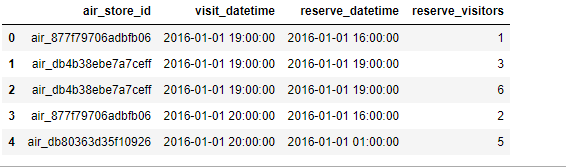 air_store_id visit_datetime reserve_datetime reserve_visitors
0 air_877f79706adbfb06 2016-01-01 19:00:00 2016-01-01 16:00:00 1
1 air_db4b38ebe7a7ceff 2016-01-01 19:00:00 2016-01-01 19:00:00 3
2 air_db4b38ebe7a7ceff 2016-01-01 19:00:00 2016-01-01 19:00:00 6
3 air_877f79706adbfb06 2016-01-01 20:00:00 2016-01-01 16:00:00 2
4 air_db80363d35f10926 2016-01-01 20:00:00 2016-01-01 01:00:00 5